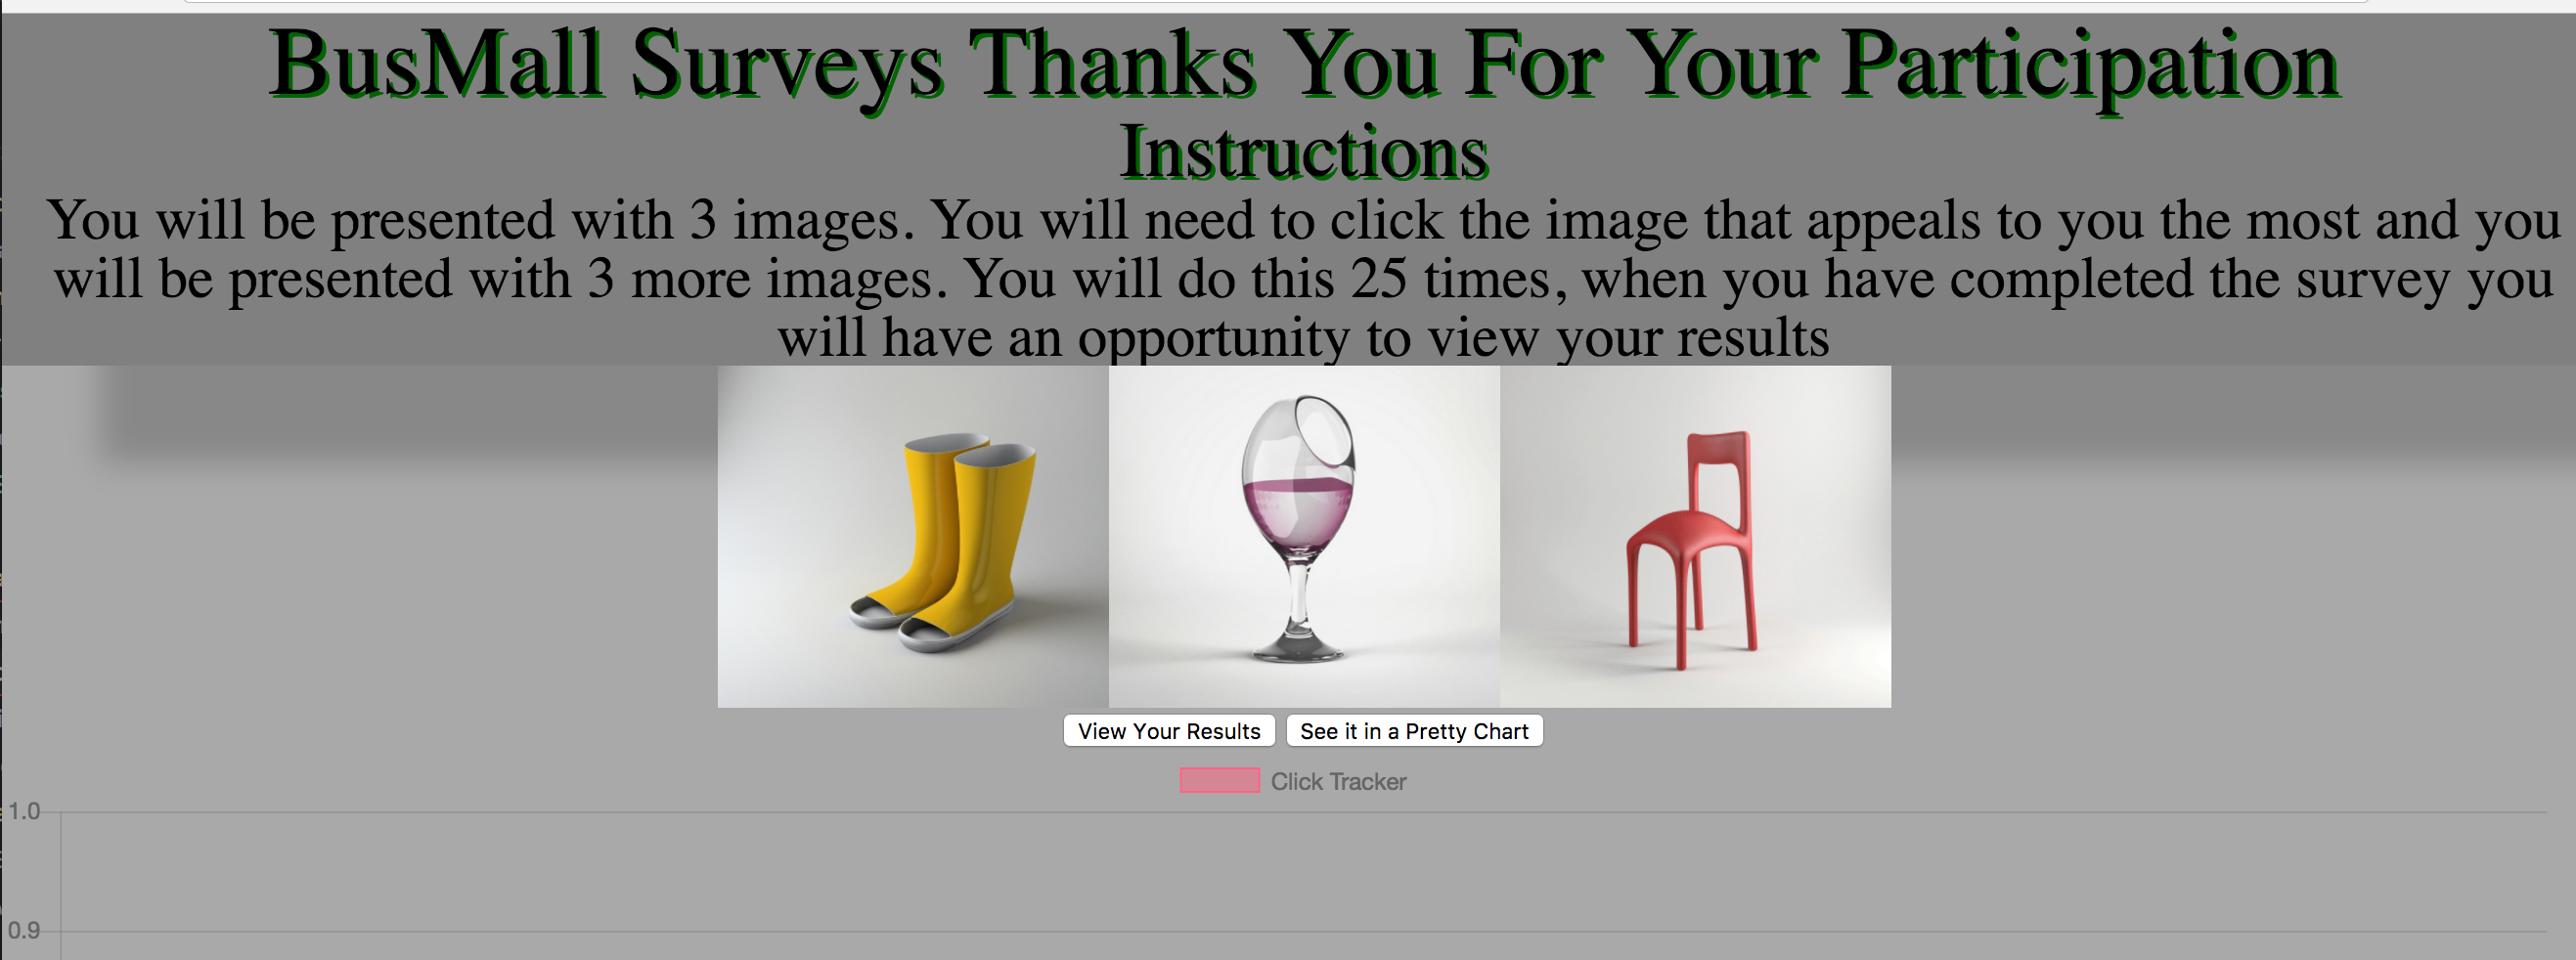 BusMall Surveys Thanks You For Your Participation
Instructions
You will be presented with 3 images. You will need to click the image that appeals to you the most and you
will be presented with 3 more images. You will do this 25 times, when you have completed the survey you
will have an opportunity to view your results
View Your Results See it in a Pretty Chart
Click Tracker
1.0
0.9